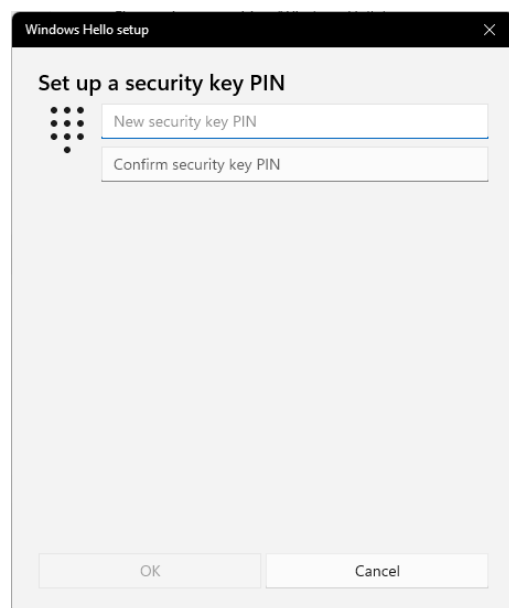 Windows Hello setup
Set up a security key PIN
New security key PIN
Confirm security key PIN
OK
Cancel